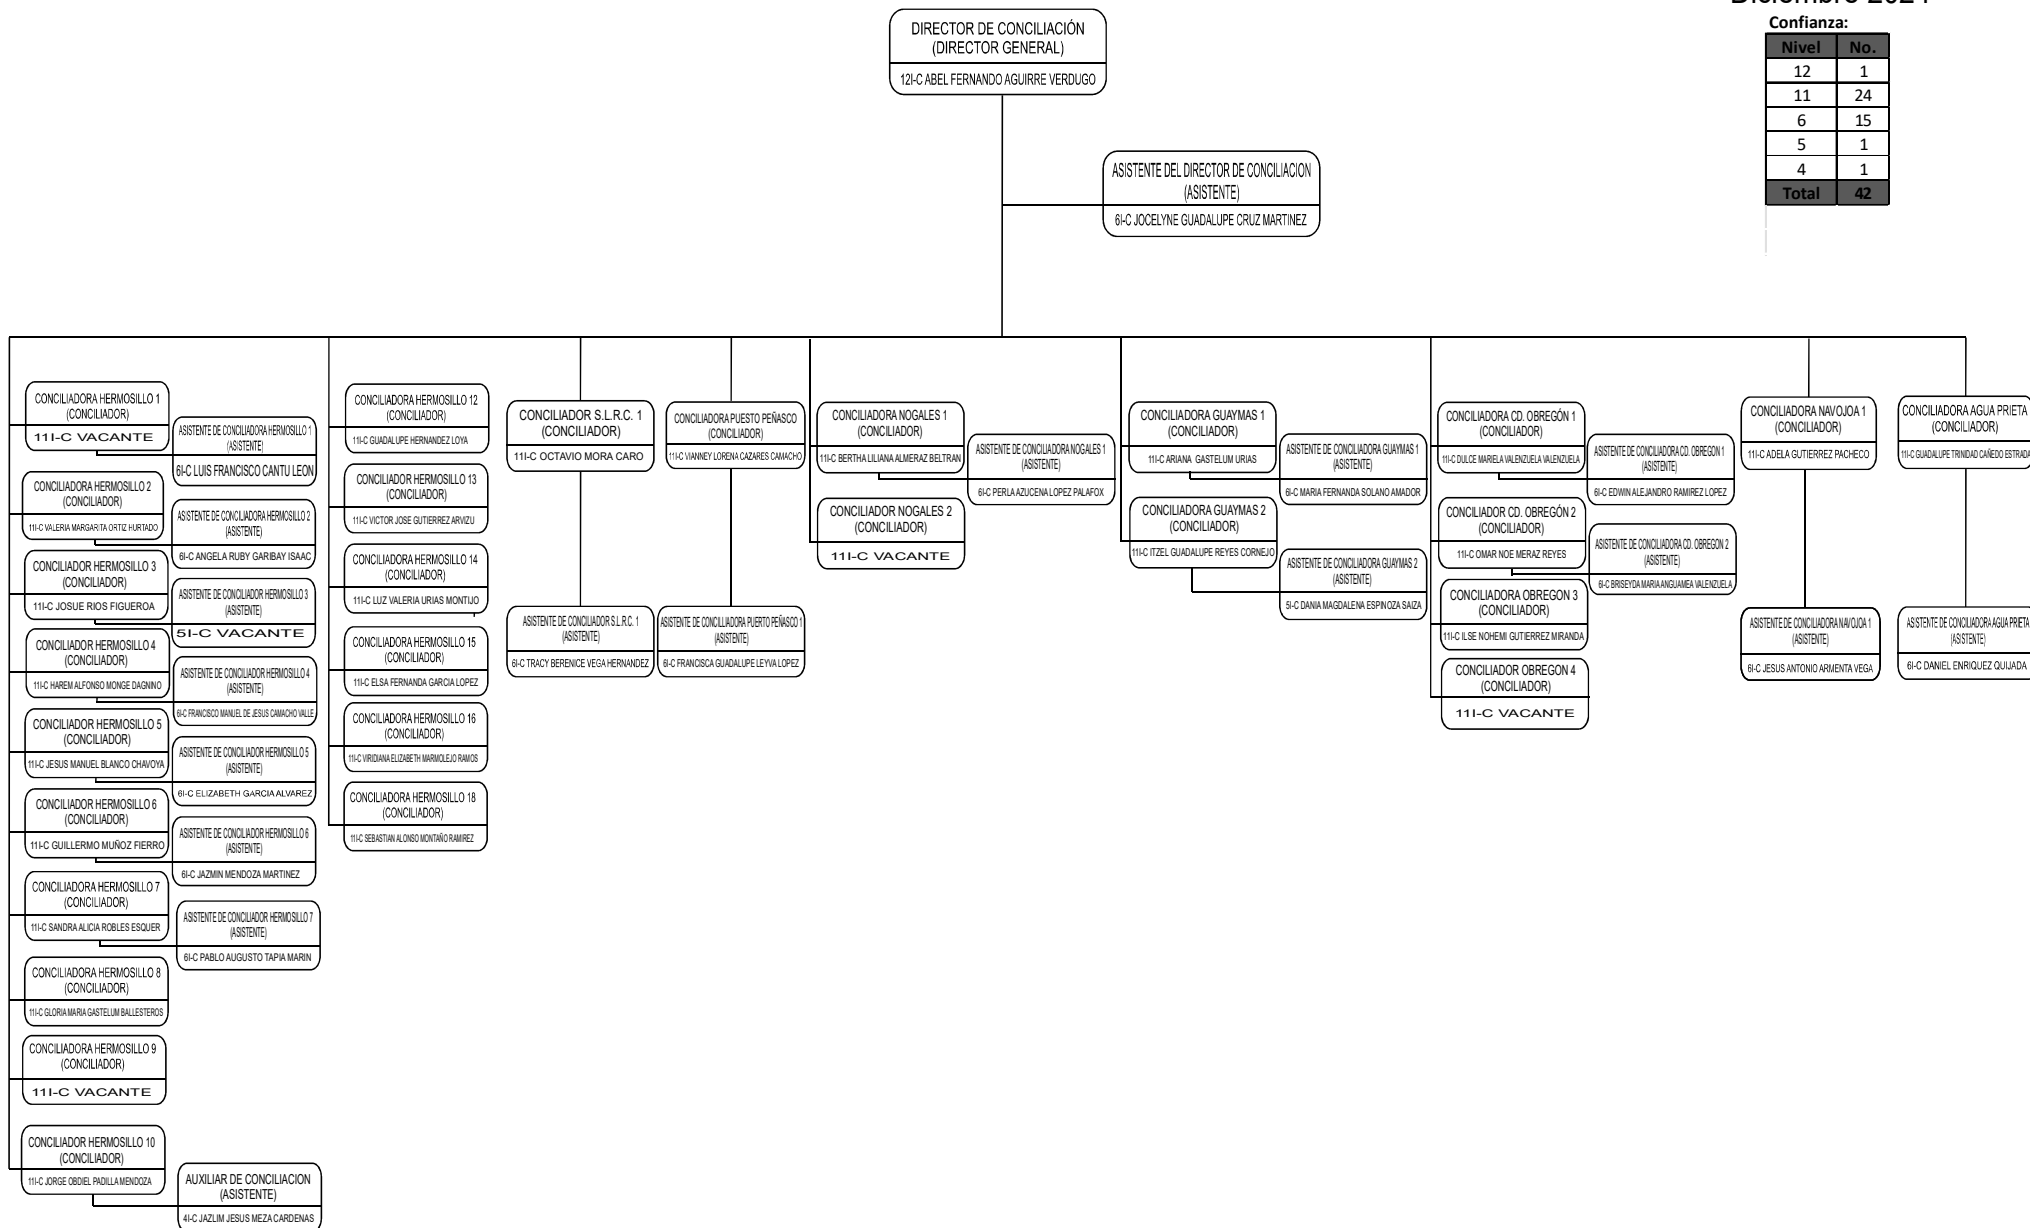 Diciembre 2024
DIRECTOR DE CONCILIACIÓN
(DIRECTOR GENERAL)
12I-C ABEL FERNANDO AGUIRRE VERDUGO
Confianza:
Nivel No.
12 1
11 24
6 15
5 1
4 1
Total 42
ASISTENTE DEL DIRECTOR DE CONCILIACION
(ASISTENTE)
6I-C JOCELYNE GUADALUPE CRUZ MARTINEZ
CONCILIADORA HERMOSILLO 1
(CONCILIADOR)
11I-C VACANTE
ASISTENTE DE CONCILIADORA HERMOSILLO 1
(ASISTENTE)
6I-C LUIS FRANCISCO CANTU LEON
CONCILIADORA HERMOSILLO 2
(CONCILIADOR)
11I-C VALERIA MARGARITA ORTIZ HURTADO
ASISTENTE DE CONCILIADORA HERMOSILLO 2
(ASISTENTE)
6I-C ANGELA RUBY GARIBAY ISAAC
CONCILIADOR HERMOSILLO 3
(CONCILIADOR)
11I-C JOSUE RIOS FIGUEROA
ASISTENTE DE CONCILIADOR HERMOSILLO 3
(ASISTENTE)
5I-C VACANTE
CONCILIADOR HERMOSILLO 4
(CONCILIADOR)
11I-C HAREM ALFONSO MONGE DAGNINO
ASISTENTE DE CONCILIADOR HERMOSILLO 4
(ASISTENTE)
6I-C FRANCISCO MANUEL DE JESUS CAMACHO VALLE
CONCILIADOR HERMOSILLO 5
(CONCILIADOR)
11I-C JESUS MANUEL BLANCO CHAVOYA
ASISTENTE DE CONCILIADOR HERMOSILLO 5
(ASISTENTE)
6I-C ELIZABETH GARCIA ALVAREZ
CONCILIADOR HERMOSILLO 6
(CONCILIADOR)
11I-C GUILLERMO MUÑOZ FIERRO
ASISTENTE DE CONCILIADOR HERMOSILLO 6
(ASISTENTE)
6I-C JAZMIN MENDOZA MARTINEZ
CONCILIADORA HERMOSILLO 7
(CONCILIADOR)
11I-C SANDRA ALICIA ROBLES ESQUER
ASISTENTE DE CONCILIADOR HERMOSILLO 7
(ASISTENTE)
6I-C PABLO AUGUSTO TAPIA MARIN
CONCILIADORA HERMOSILLO 8
(CONCILIADOR)
11I-C GLORIA MARIA GASTELUM BALLESTEROS
CONCILIADORA HERMOSILLO 9
(CONCILIADOR)
11I-C VACANTE
CONCILIADOR HERMOSILLO 10
(CONCILIADOR)
11I-C JORGE OBDIEL PADILLA MENDOZA
AUXILIAR DE CONCILIACION
(ASISTENTE)
4I-C JAZLIM JESUS MEZA CARDENAS
CONCILIADORA HERMOSILLO 12
(CONCILIADOR)
11I-C GUADALUPE HERNANDEZ LOYA
CONCILIADOR HERMOSILLO 13
(CONCILIADOR)
11I-C VICTOR JOSE GUTIERREZ ARVIZU
CONCILIADORA HERMOSILLO 14
(CONCILIADOR)
11I-C LUZ VALERIA URIAS MONTIJO
CONCILIADORA HERMOSILLO 15
(CONCILIADOR)
11I-C ELSA FERNANDA GARCIA LOPEZ
CONCILIADORA HERMOSILLO 16
(CONCILIADOR)
11I-C VIRIDIANA ELIZABETH MARMOLEJO RAMOS
CONCILIADORA HERMOSILLO 18
(CONCILIADOR)
11I-C SEBASTIAN ALONSO MONTAÑO RAMIREZ
CONCILIADOR S.L.R.C. 1
(CONCILIADOR)
11I-C OCTAVIO MORA CARO
ASISTENTE DE CONCILIADOR S.L.R.C. 1
(ASISTENTE)
6I-C TRACY BERENICE VEGA HERNANDEZ
CONCILIADORA PUESTO PEÑASCO
(CONCILIADOR)
11I-C VIANNEY LORENA CAZARES CAMACHO
ASISTENTE DE CONCILLIADORA PUERTO PEÑASCO 1
(ASISTENTE)
6I-C FRANCISCA GUADALUPE LEYVA LOPEZ
CONCILIADORA NOGALES 1
(CONCILIADOR)
11I-C BERTHA LILIANA ALMERAZ BELTRAN
ASISTENTE DE CONCILIADORA NOGALES 1
(ASISTENTE)
6I-C PERLA AZUCENA LOPEZ PALAFOX
CONCILIADOR NOGALES 2
(CONCILIADOR)
11I-C VACANTE
CONCILIADORA GUAYMAS 1
(CONCILIADOR)
11I-C ARIANA GASTELUM URIAS
ASISTENTE DE CONCILIADORA GUAYMAS 1
(ASISTENTE)
6I-C MARIA FERNANDA SOLANO AMADOR
CONCILIADORA GUAYMAS 2
(CONCILIADOR)
11I-C ITZEL GUADALUPE REYES CORNEJO
ASISTENTE DE CONCILIADORA GUAYMAS 2
(ASISTENTE)
5I-C DANIA MAGDALENA ESPINOZA SAIZA
CONCILIADORA CD. OBREGÓN 1
(CONCILIADOR)
11I-C DULCE MARIELA VALENZUELA VALENZUELA
ASISTENTE DE CONCILIADORA CD. OBREGON 1
(ASISTENTE)
6I-C EDWIN ALEJANDRO RAMIREZ LOPEZ
CONCILIADOR CD. OBREGÓN 2
(CONCILIADOR)
11I-C OMAR NOE MERAZ REYES
ASISTENTE DE CONCILIADORA CD. OBREGON 2
(ASISTENTE)
6I-C BRISEYDA MARIA ANGUAMEA VALENZUELA
CONCILIADORA OBREGON 3
(CONCILIADOR)
11I-C ILSE NOHEMI GUTIERREZ MIRANDA
CONCILIADOR OBREGON 4
(CONCILIADOR)
11I-C VACANTE
CONCILIADORA NAVOJOA 1
(CONCILIADOR)
11I-C ADELA GUTIERREZ PACHECO
ASISTENTE DE CONCILIADORA NAVOJOA 1
(ASISTENTE)
6I-C JESUS ANTONIO ARMENTA VEGA
CONCILIADORA AGUA PRIETA
(CONCILIADOR)
11I-C GUADALUPE TRINIDAD CAÑEDO ESTRADA
ASISTENTE DE CONCILIADORA AGUA PRIETA
(ASISTENTE)
6I-C DANIEL ENRIQUEZ QUIJADA